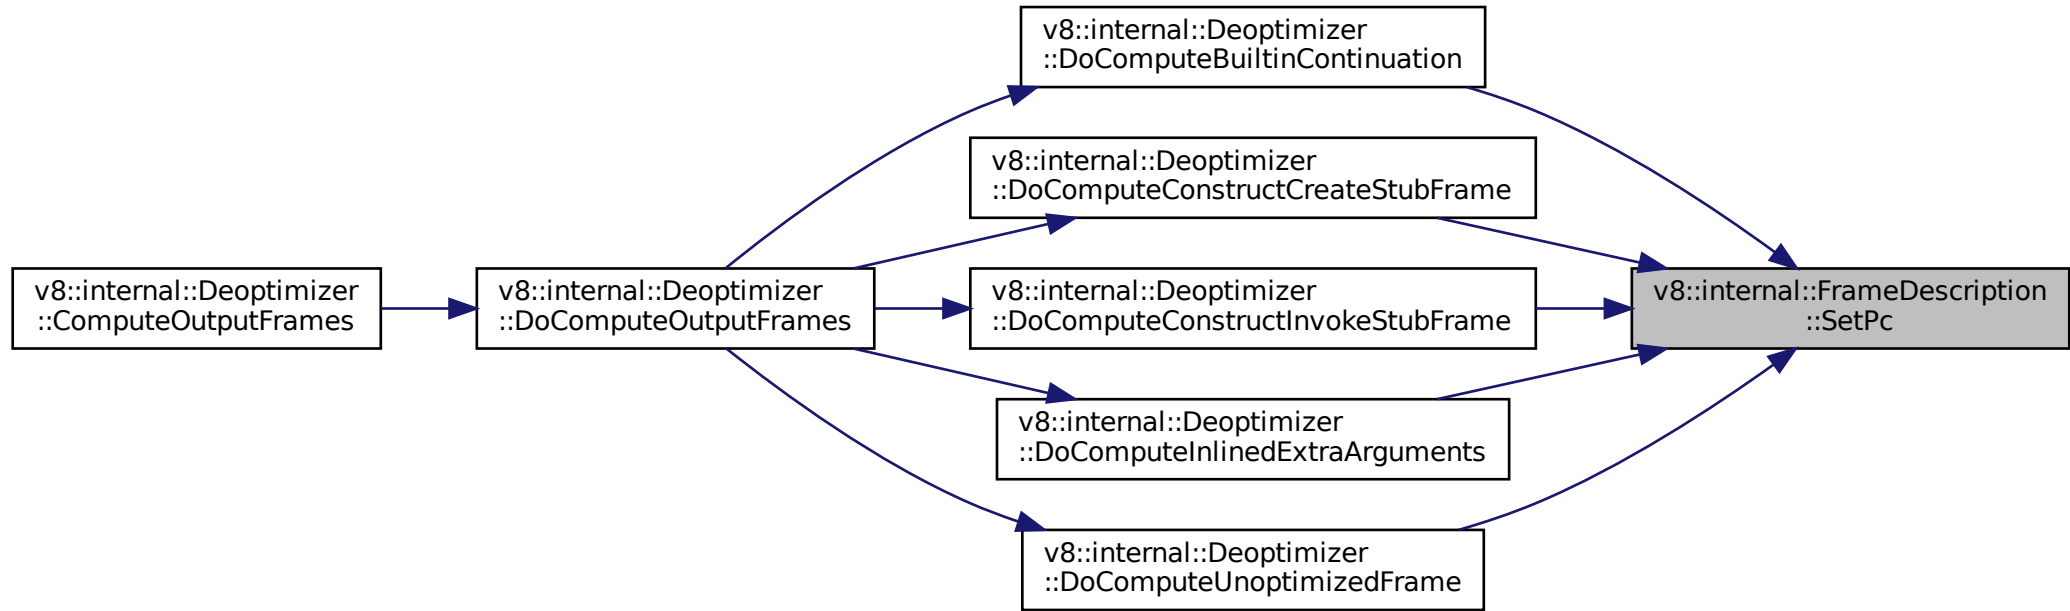 v8::internal::Deoptimizer
::DoComputeBuiltinContinuation
v8::internal::Deoptimizer
::DoComputeConstructCreateStubFrame
v8::internal::Deoptimizer
::ComputeOutputFrames
v8::internal::Deoptimizer
::DoComputeOutputFrames
v8::internal::Deoptimizer
::DoComputeConstructInvokeStubFrame
v8::internal::FrameDescription
::SetPc
v8::internal::Deoptimizer
::DoComputeInlinedExtraArguments
v8::internal::Deoptimizer
::DoComputeUnoptimizedFrame